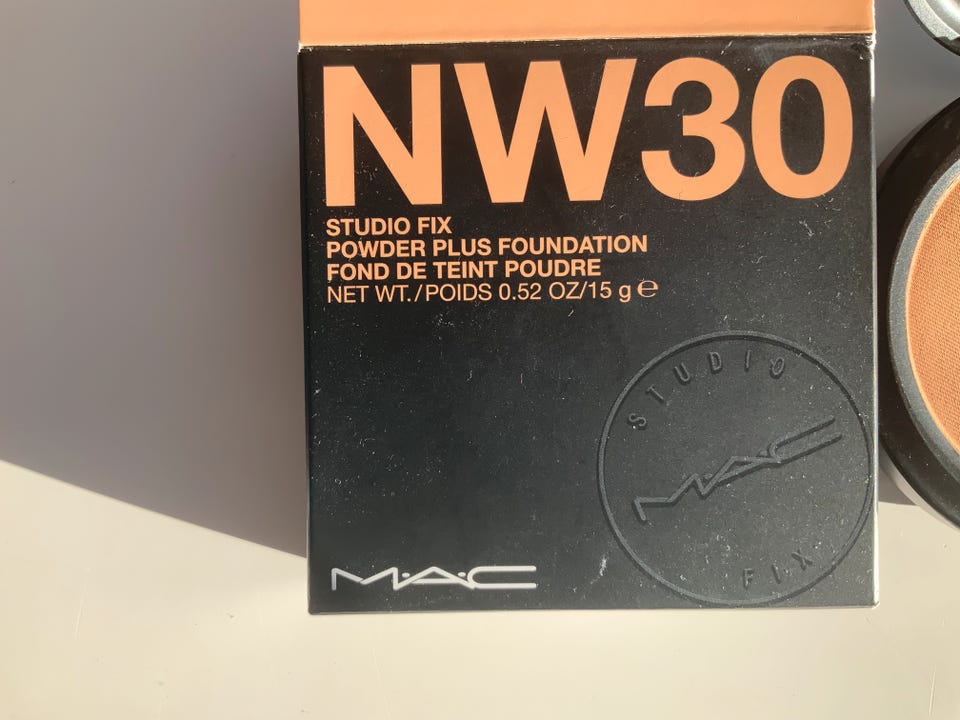 NW30
STUDIO FIX
POWDER PLUS FOUNDATION
FOND DE TEINT POUDRE
NET WT./POIDS 0.52 OZ/15 g ℮
STUDIO
MAC
FIX
M·A·C